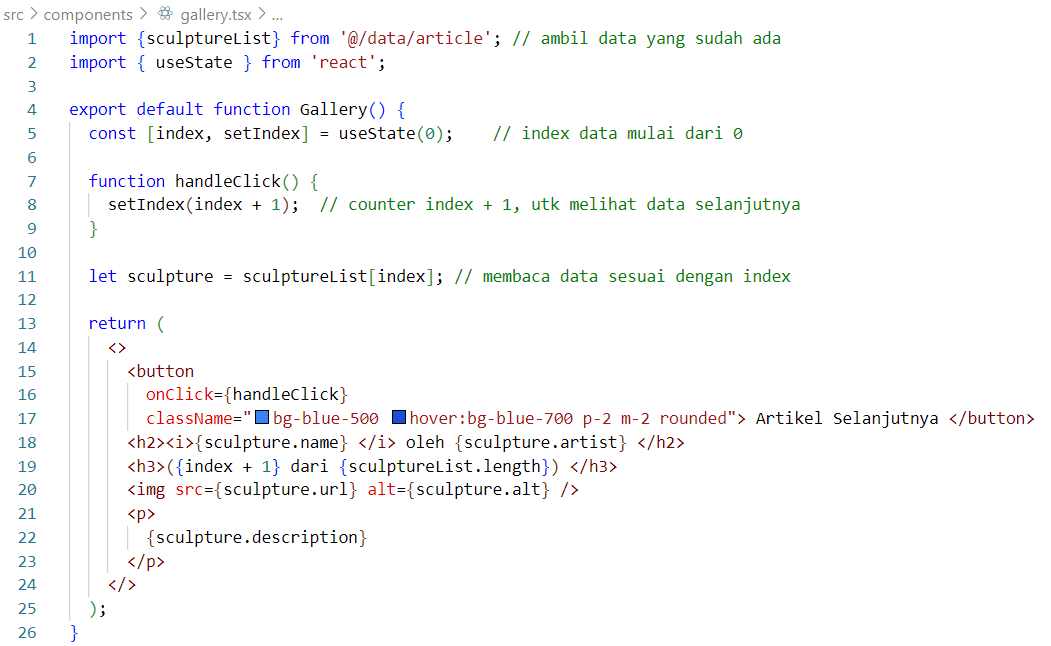 src > components > gallery.tsx > ...
1 import {sculptureList} from '@/data/article'; // ambil data yang sudah ada
2 import { useState } from 'react';
3
4 export default function Gallery() {
5 const [index, setIndex] = useState(0); // index data mulai dari 0
6
7 function handleClick() {
8 setIndex(index + 1); // counter index + 1, utk melihat data selanjutnya
9 }
10
11 let sculpture = sculptureList[index]; // membaca data sesuai dengan index
12
13 return (
14 <>
15 <button
16 onClick={handleClick}
17 className="bg-blue-500 hover:bg-blue-700 p-2 m-2 rounded"> Artikel Selanjutnya </button>
18 <h2><i>{sculpture.name} </i> oleh {sculpture.artist} </h2>
19 <h3>({index + 1} dari {sculptureList.length}) </h3>
20 <img src={sculpture.url} alt={sculpture.alt} />
21 <p>
22 {sculpture.description}
23 </p>
24 </>
25 );
26 }